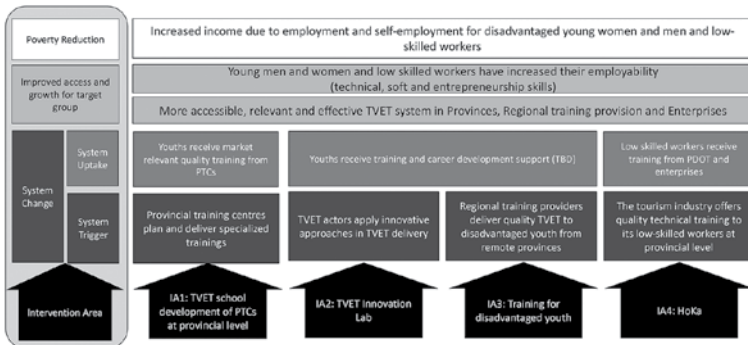 Poverty Reduction
Increased income due to employment and self-employment for disadvantaged young women and men and low-
skilled workers
Improved access and
growth for target
group
Young men and women and low skilled workers have increased their employability
(technical, soft and entrepreneurship skills)
More accessible, relevant and effective TVET system in Provinces, Regional training provision and Enterprises
System
Change
System
Uptake
Youths receive market
relevant quality training from
PTCs
Youths receive training and career development support (TBD)
Low skilled workers receive
training from PDOT and
enterprises
System
Trigger
Provincial training centres
plan and deliver specialized
trainings
TVET actors apply innovative
approaches in TVET delivery
Regional training providers
deliver quality TVET to
disadvantaged youth from
remote provinces
The tourism industry offers
quality technical training to
its low-skilled workers at
provincial level
Intervention Area
IA1: TVET school
development of PTCs
at provincial level
IA2: TVET Innovation
Lab
IA3: Training for
disadvantaged youth
IA4: HoKa